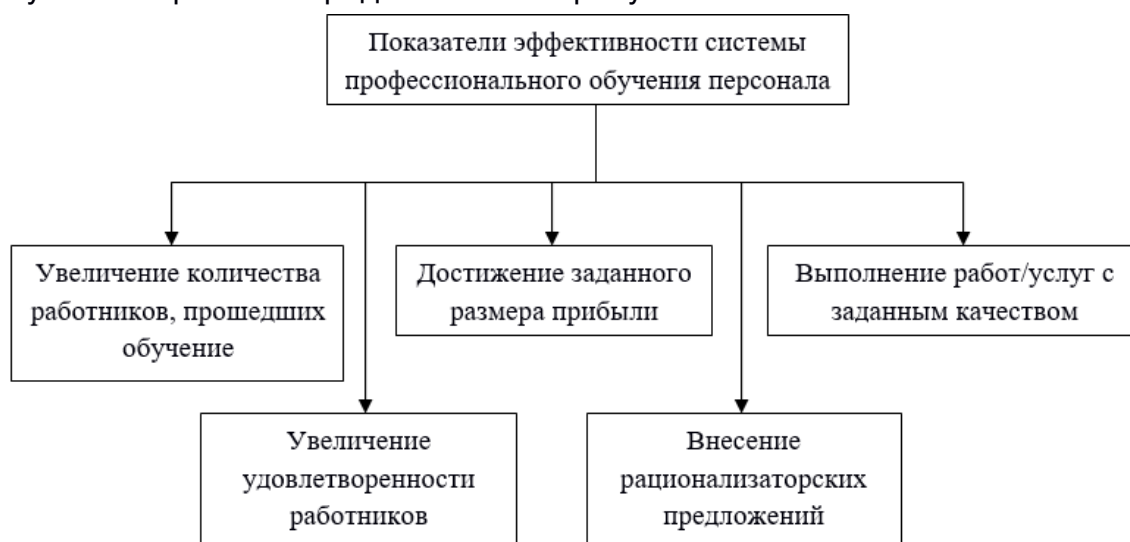 Показатели эффективности системы
профессионального обучения персонала
Увеличение количества
работников, прошедших
обучение
Достижение заданного
размера прибыли
Выполнение работ/услуг с
заданным качеством
Увеличение
удовлетворенности
работников
Внесение
рационализаторских
предложений